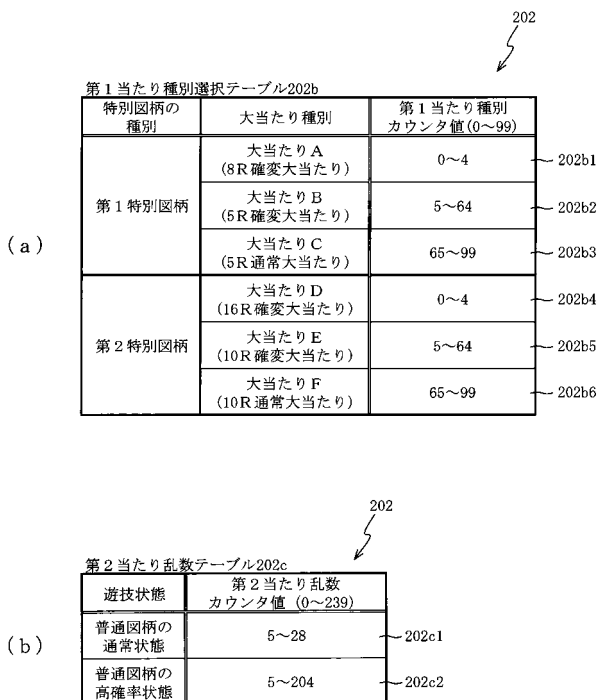 202
第1当たり種別選択テーブル202b
特別図柄の
種別
大当たり種別
第1当たり種別
カウンタ値(0～99)
(a)
第1特別図柄
大当たりA
(8R確変大当たり)
0～4
202b1
大当たりB
(5R確変大当たり)
5～64
202b2
大当たりC
(5R通常大当たり)
65～99
202b3
第2特別図柄
大当たりD
(16R確変大当たり)
0～4
202b4
大当たりE
(10R確変大当たり)
5～64
202b5
大当たりF
(10R通常大当たり)
65～99
202b6
202
第2当たり乱数テーブル202c
遊技状態
第2当たり乱数
カウンタ値 (0～239)
(b)
普通図柄の
通常状態
5～28
202c1
普通図柄の
高確率状態
5～204
202c2